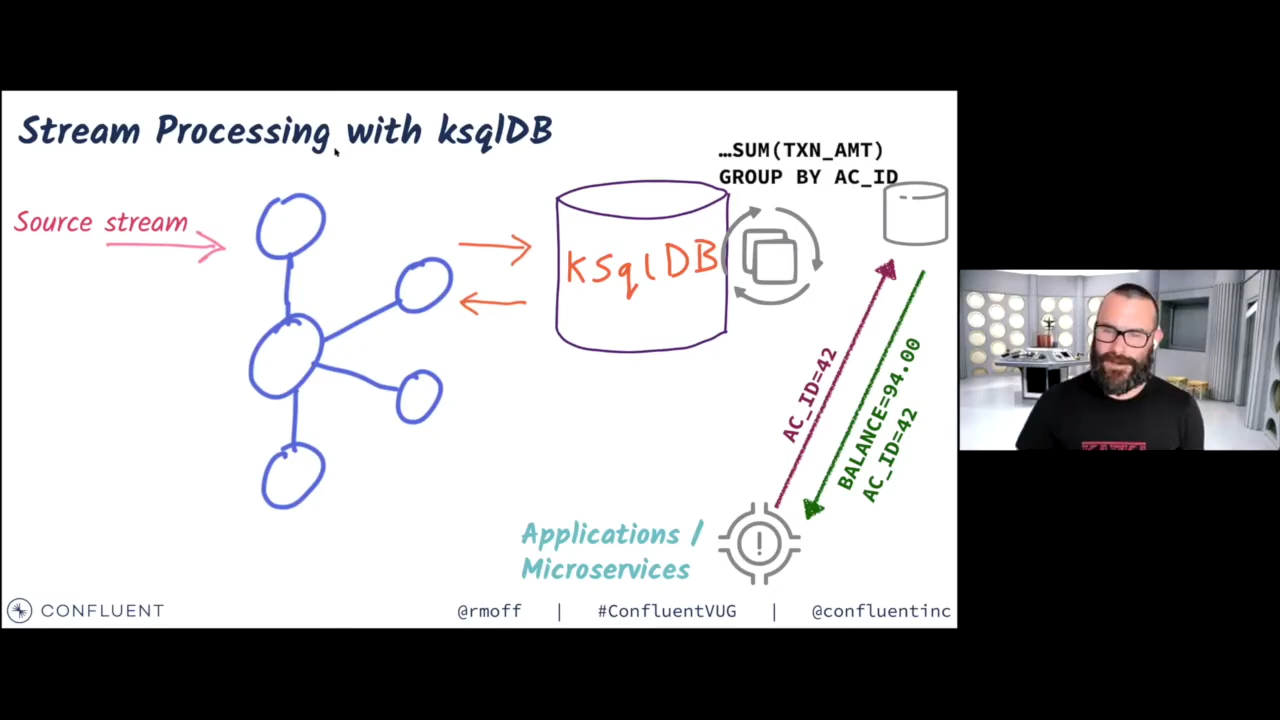 Stream Processing with ksqlDB
…SUM(TXN_AMT)
GROUP BY AC_ID
Source stream
KSqlDB
AC_ID=42
BALANCE=94.00
AC_ID=42
Applications /
Microservices
CONFLUENT
@rmoff | #ConfluentVUG | @confluentinc